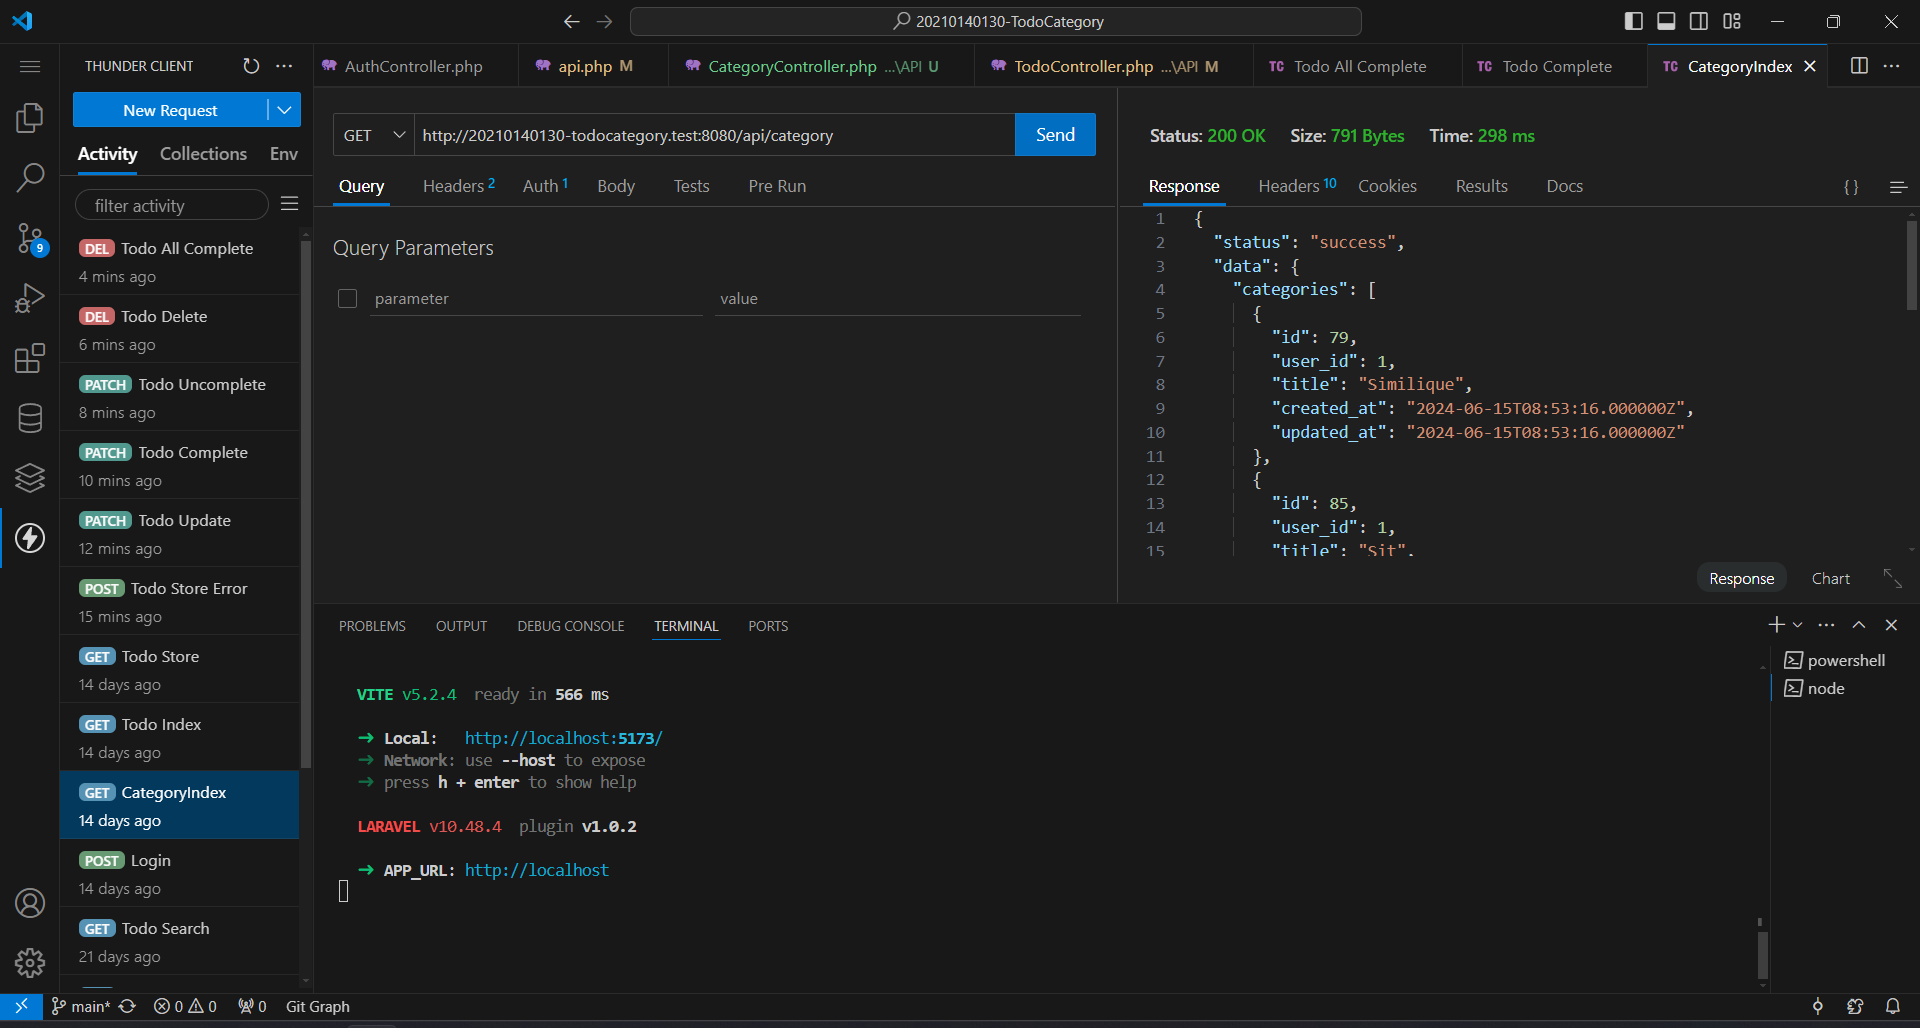 20210140130-TodoCategory
THUNDER CLIENT
New Request
Activity Collections Env
filter activity
DEL Todo All Complete
4 mins ago
DEL Todo Delete
6 mins ago
PATCH Todo Uncomplete
8 mins ago
PATCH Todo Complete
10 mins ago
PATCH Todo Update
12 mins ago
POST Todo Store Error
15 mins ago
GET Todo Store
14 days ago
GET Todo Index
14 days ago
GET CategoryIndex
14 days ago
POST Login
14 days ago
GET Todo Search
21 days ago
9
AuthController.php api.php M CategoryController.php ...\API U TodoController.php ...\API M TC Todo All Complete TC Todo Complete TC CategoryIndex
GET http://20210140130-todocategory.test:8080/api/category Send
Query Headers 2 Auth 1 Body Tests Pre Run
Query Parameters
parameter value
Status: 200 OK Size: 791 Bytes Time: 298 ms
Response Headers 10 Cookies Results Docs { }
1 {
2 "status": "success",
3 "data": {
4 "categories": [
5 {
6 "id": 79,
7 "user_id": 1,
8 "title": "Similique",
9 "created_at": "2024-06-15T08:53:16.000000Z",
10 "updated_at": "2024-06-15T08:53:16.000000Z"
11 },
12 {
13 "id": 85,
14 "user_id": 1,
15 "title": "Sit",
Response Chart
PROBLEMS OUTPUT DEBUG CONSOLE TERMINAL PORTS
VITE v5.2.4 ready in 566 ms
➜ Local: http://localhost:5173/
➜ Network: use --host to expose
➜ press h + enter to show help
LARAVEL v10.48.4 plugin v1.0.2
➜ APP_URL: http://localhost
powershell
node
main* 0 0 0 Git Graph